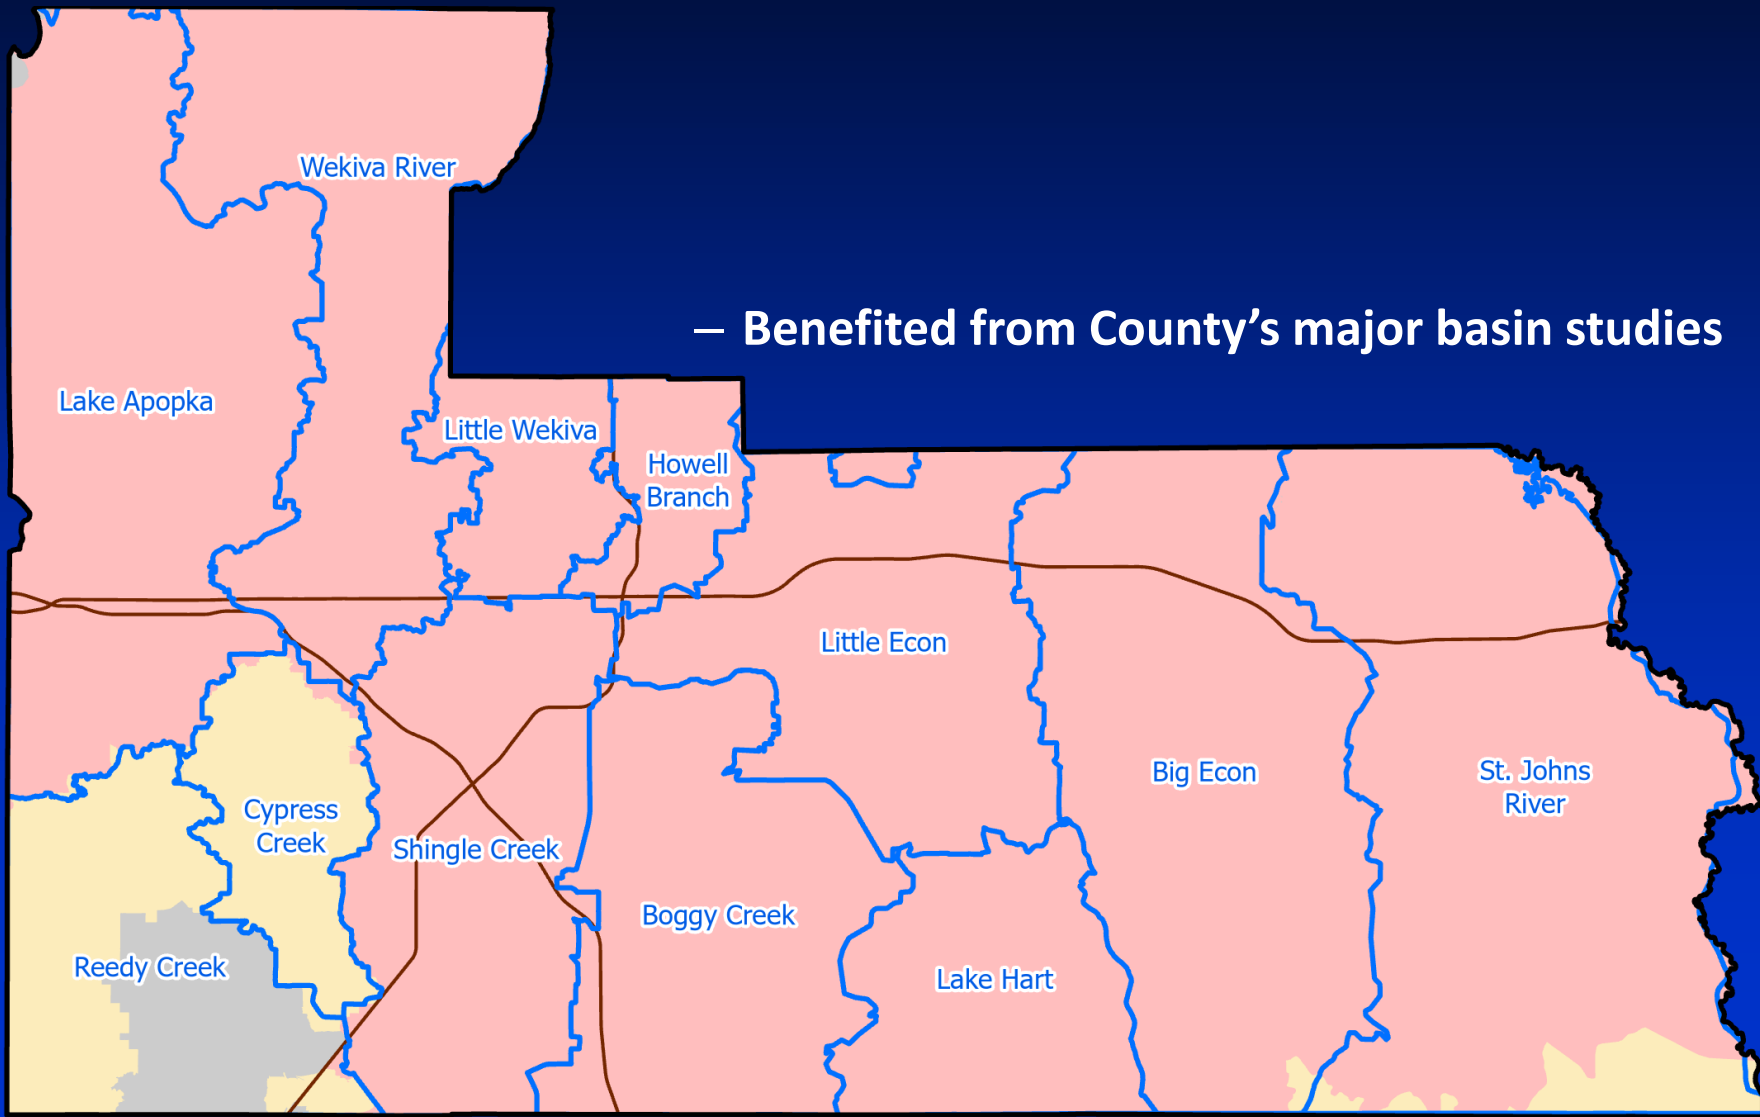 Wekiva River
– Benefited from County’s major basin studies
Lake Apopka
Little Wekiva
Howell
Branch
Little Econ
Big Econ
St. Johns
River
Cypress
Creek
Shingle Creek
Boggy Creek
Reedy Creek
Lake Hart